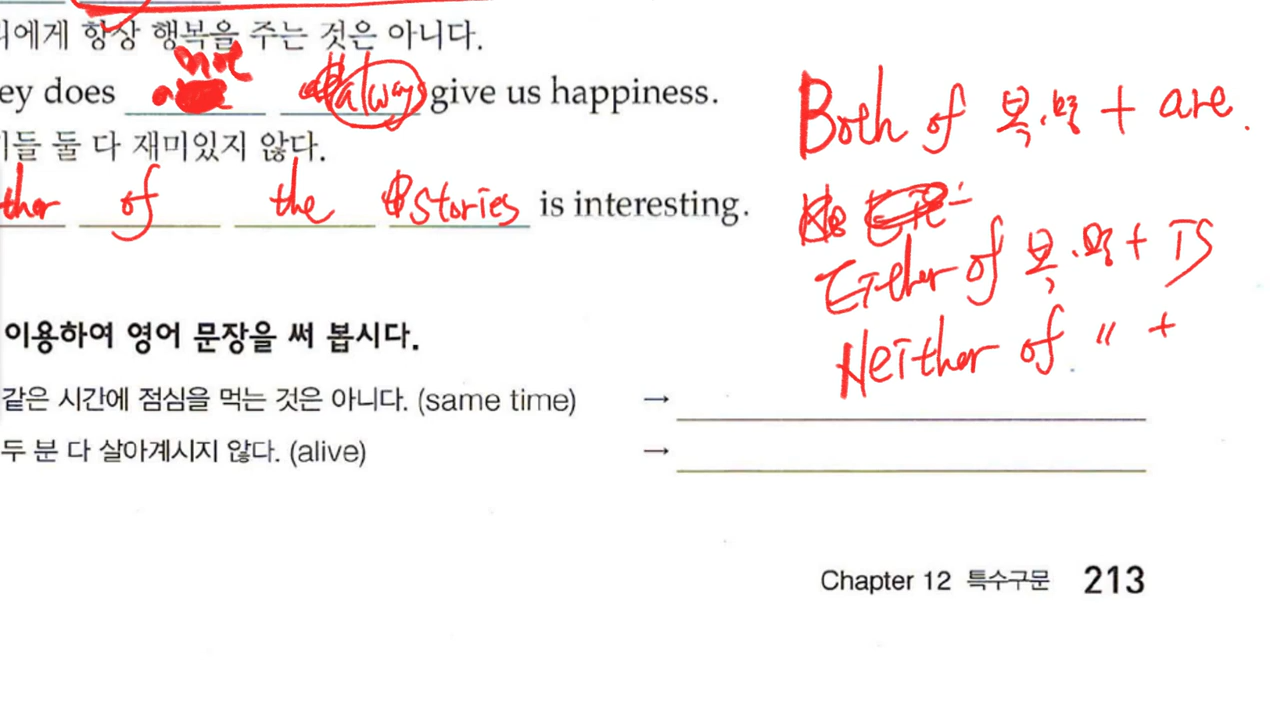 리에게 항상 행복을 주는 것은 아니다.
ey does not always give us happiness.
기들 둘 다 재미있지 않다.
ther of the stories is interesting.
Both of 복.명 + are.
Either of 복.명 + is
Neither of " +
이용하여 영어 문장을 써 봅시다.
같은 시간에 점심을 먹는 것은 아니다. (same time) →
두 분 다 살아계시지 않다. (alive) →
Chapter 12 특수구문 213